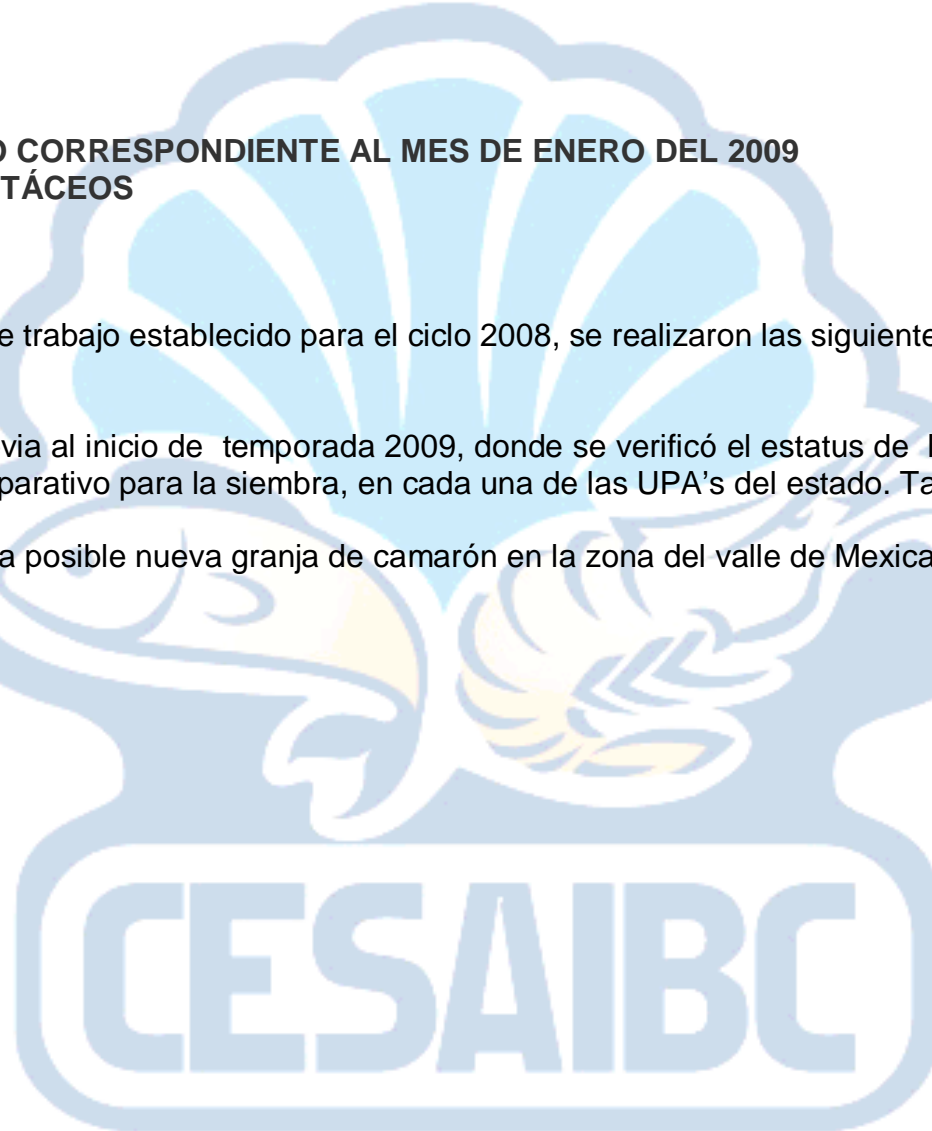 O CORRESPONDIENTE AL MES DE ENERO DEL 2009
TÁCEOS
e trabajo establecido para el ciclo 2008, se realizaron las siguiente
via al inicio de temporada 2009, donde se verificó el estatus de
parativo para la siembra, en cada una de las UPA's del estado. Ta
a posible nueva granja de camarón en la zona del valle de Mexica
CESAIBC